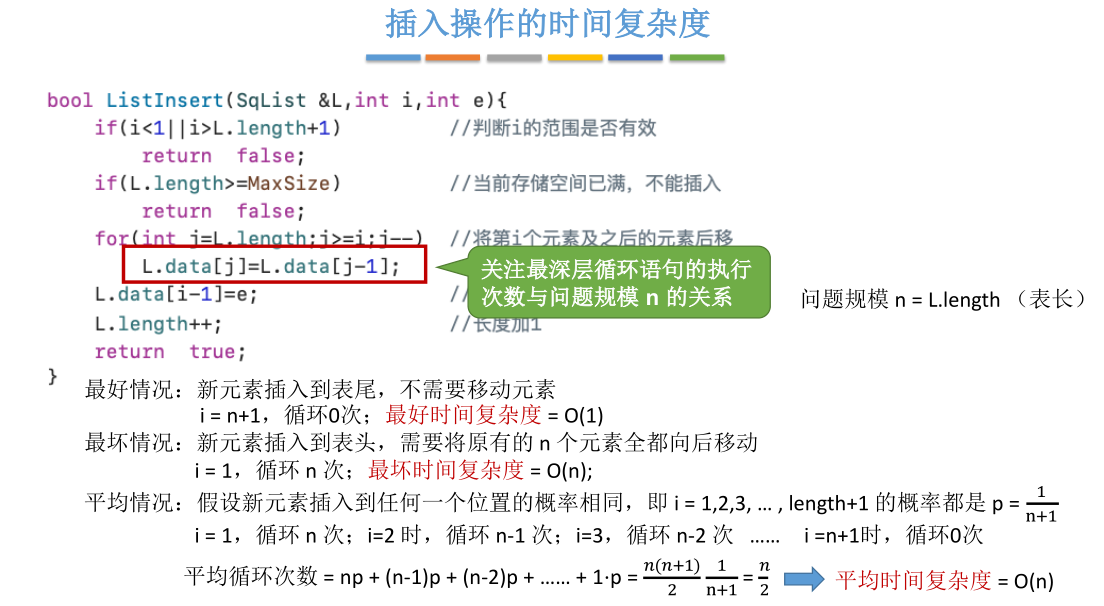 插入操作的时间复杂度
bool ListInsert(SqList &L,int i,int e){
if(i<1||i>L.length+1) //判断i的范围是否有效
return false;
if(L.length>=MaxSize) //当前存储空间已满，不能插入
return false;
for(int j=L.length;j>=i;j--) //将第i个元素及之后的元素后移
L.data[j]=L.data[j-1];
关注最深层循环语句的执行
次数与问题规模 n 的关系
L.data[i-1]=e; //
问题规模 n = L.length （表长）
L.length++; //长度加1
return true;
}
最好情况：新元素插入到表尾，不需要移动元素
i = n+1，循环0次；最好时间复杂度 = O(1)
最坏情况：新元素插入到表头，需要将原有的 n 个元素全都向后移动
i = 1，循环 n 次；最坏时间复杂度 = O(n);
平均情况：假设新元素插入到任何一个位置的概率相同，即 i = 1,2,3, … , length+1 的概率都是 p = 1/(n+1)
i = 1，循环 n 次；i=2 时，循环 n-1 次；i=3，循环 n-2 次 …… i =n+1时，循环0次
平均循环次数 = np + (n-1)p + (n-2)p + …… + 1·p = n(n+1)/2 1/(n+1) = n/2 平均时间复杂度 = O(n)